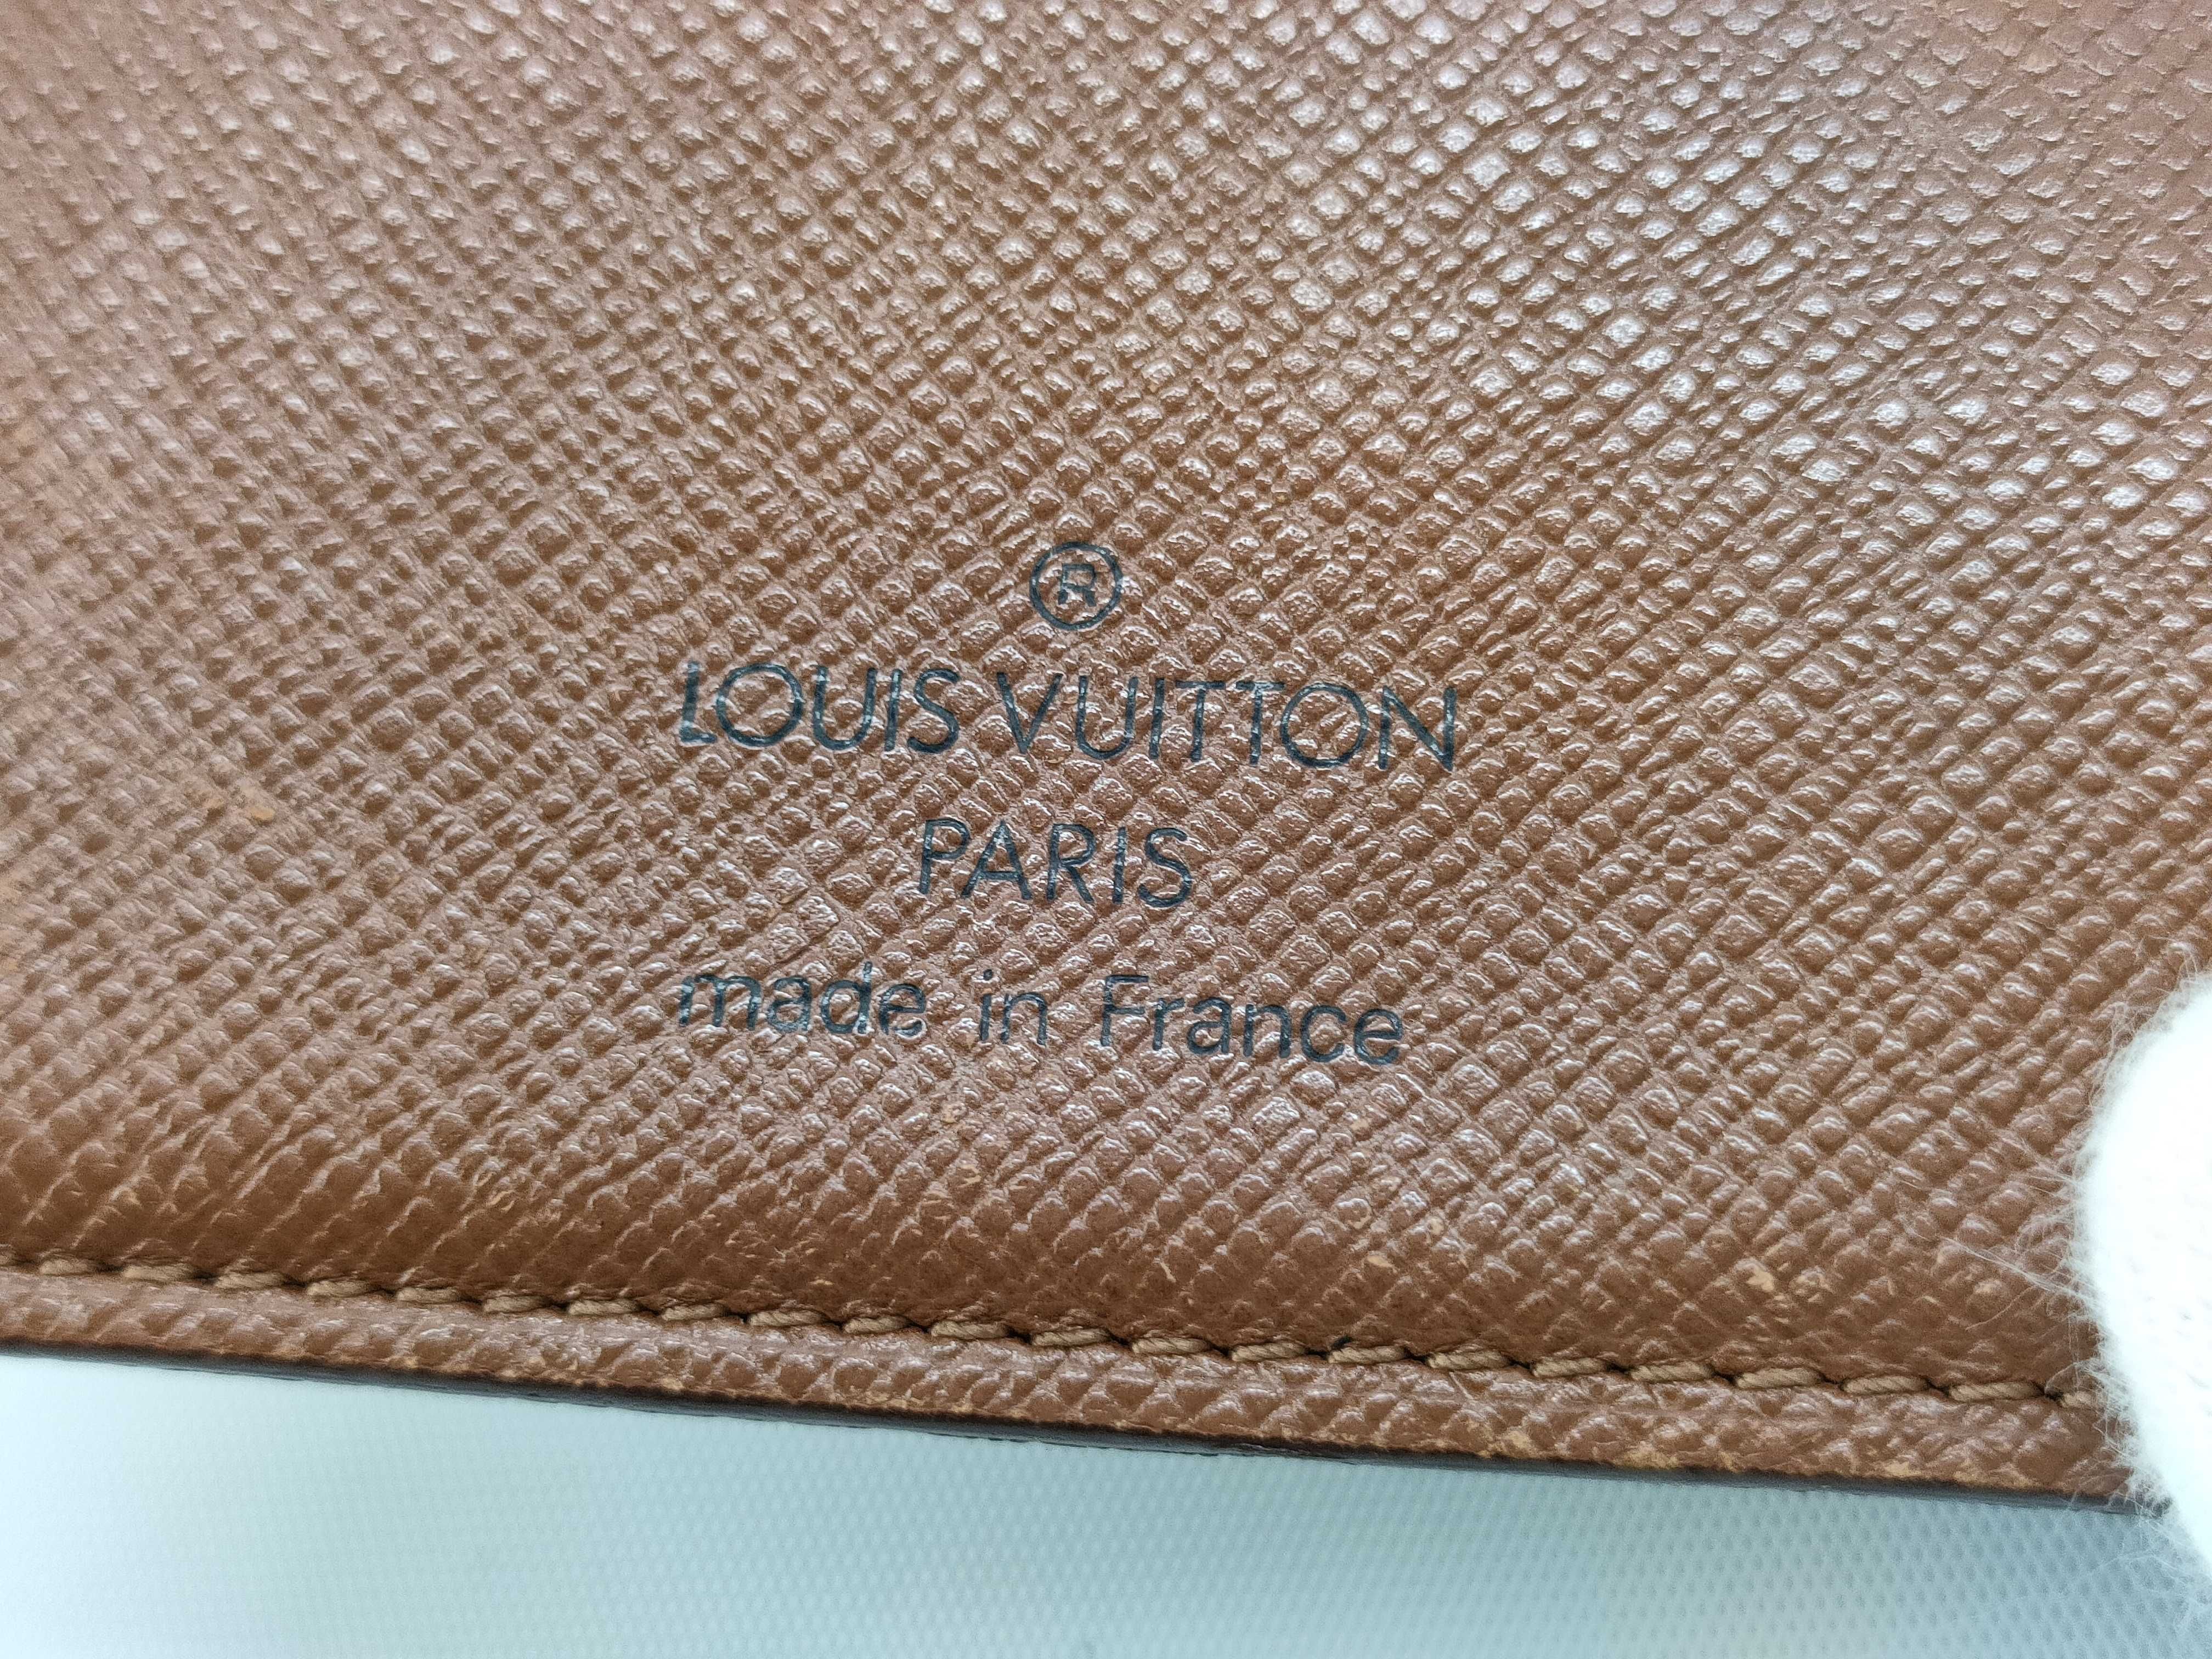 ®
LOUIS VUITTON
PARIS
made in France